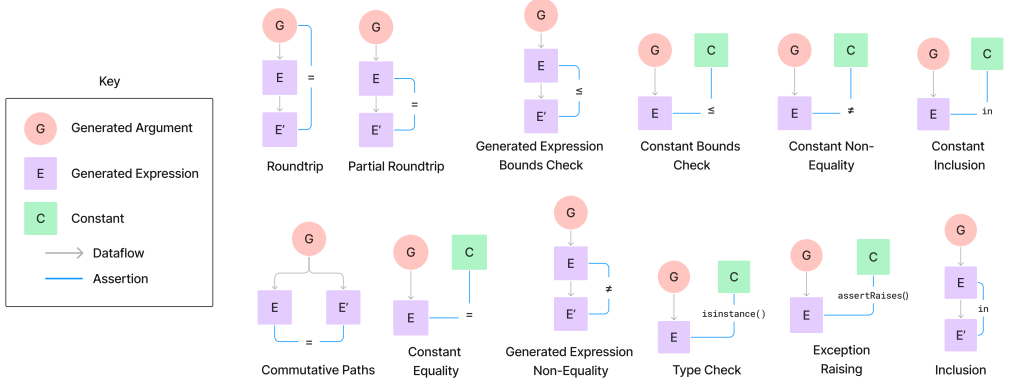 Key
G Generated Argument
E Generated Expression
C Constant
Dataflow
Assertion
G
E
=
E’
Roundtrip
G
E
=
E’
Partial Roundtrip
G
E
≤
E’
Generated Expression
Bounds Check
G C
E ≤
Constant Bounds
Check
G C
E ≠
Constant Non-
Equality
G C
E in
Constant
Inclusion
G
E E’
=
Commutative Paths
G C
E =
Constant
Equality
G
E
≠
E’
Generated Expression
Non-Equality
G C
isinstance()
E
Type Check
G C
assertRaises()
E
Exception
Raising
G
E
in
E’
Inclusion